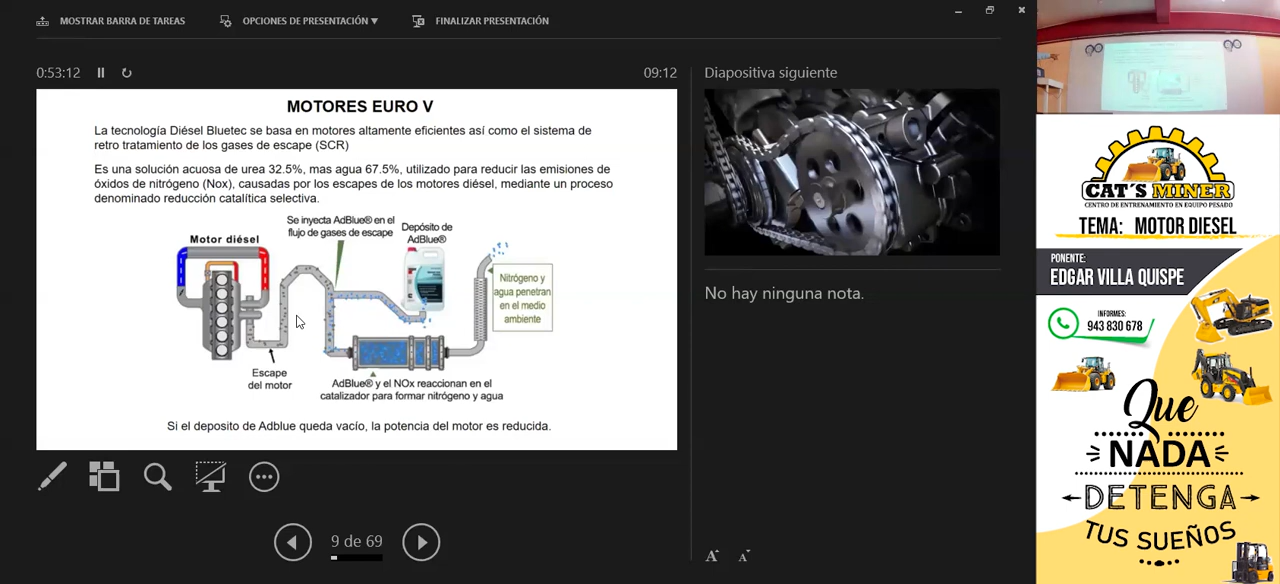 MOSTRAR BARRA DE TAREAS
OPCIONES DE PRESENTACIÓN
FINALIZAR PRESENTACIÓN
0:53:12
09:12
MOTORES EURO V
La tecnología Diésel Bluetec se basa en motores altamente eficientes así como el sistema de
retro tratamiento de los gases de escape (SCR)
Es una solución acuosa de urea 32.5%, mas agua 67.5%, utilizado para reducir las emisiones de
óxidos de nitrógeno (Nox), causadas por los escapes de los motores diésel, mediante un proceso
denominado reducción catalítica selectiva.
Se inyecta AdBlue® en el
flujo de gases de escape
Depósito de
AdBlue®
Motor diésel
Nitrógeno y
agua penetran
en el medio
ambiente
Escape
del motor
AdBlue® y el NOx reaccionan en el
catalizador para formar nitrógeno y agua
Si el deposito de Adblue queda vacío, la potencia del motor es reducida.
9 de 69
Diapositiva siguiente
No hay ninguna nota.
A
A
CAT´S MINER
CENTRO DE ENTRENAMIENTO EN EQUIPO PESADO
TEMA: MOTOR DIESEL
PONENTE:
EDGAR VILLA QUISPE
INFORMES:
943 830 678
Que
NADA
DETENGA
TUS SUEÑOS